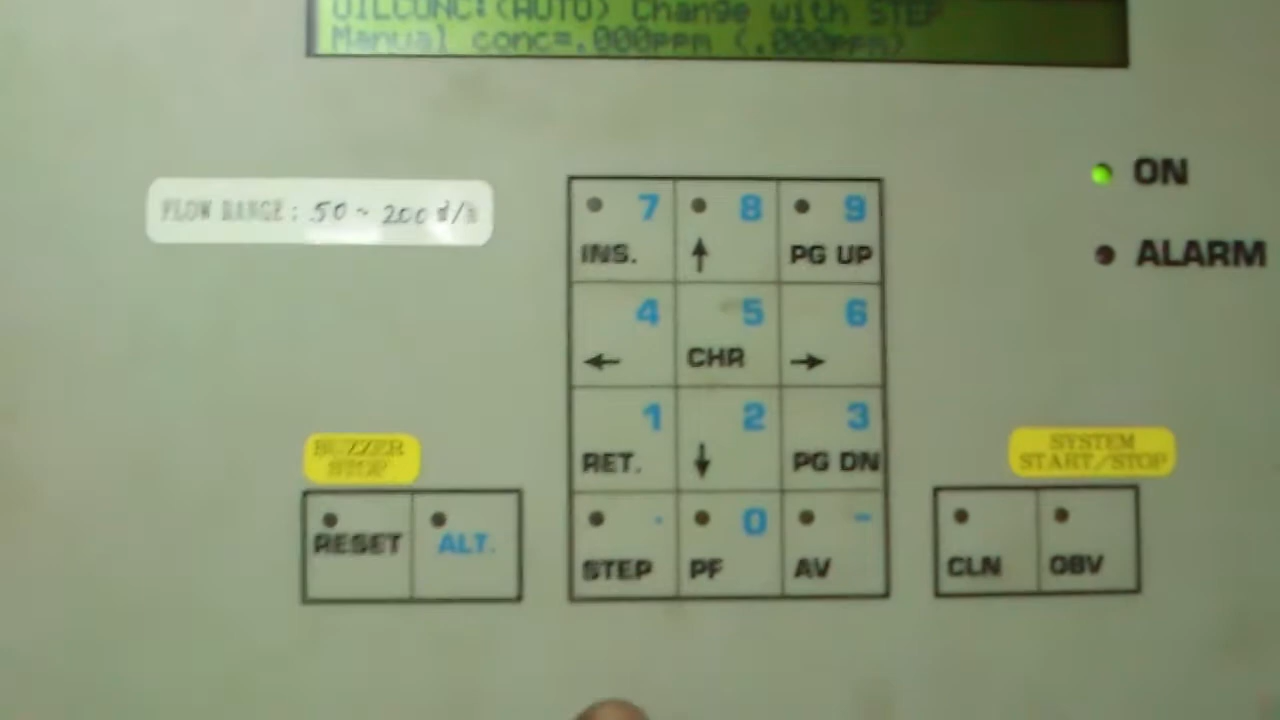 OILCONC:(AUTO) Change with STEP
Manual conc=.000ppm (.000ppm)
ON
FLOW RANGE: 50 ~ 200
ALARM
7 8 9
INS. ↑ PG UP
4 5 6
← CHR →
1 2 3
RET. ↓ PG DN
BUZZER
STOP
SYSTEM
START/STOP
. 0 -
STEP PF AV
RESET ALT.
CLN OBV